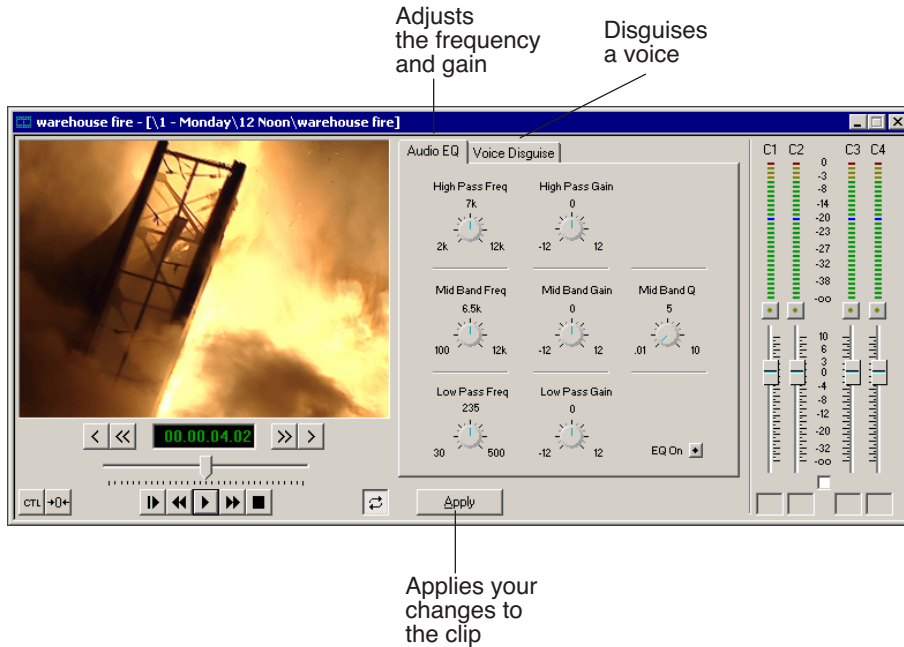 Adjusts
the frequency
and gain
Disguises
a voice
warehouse fire - [\1 - Monday\12 Noon\warehouse fire]
Audio EQ
Voice Disguise
High Pass Freq
7k
2k
12k
High Pass Gain
0
-12
12
Mid Band Freq
6.5k
100
12k
Mid Band Gain
0
-12
12
Mid Band Q
5
.01
10
Low Pass Freq
235
30
500
Low Pass Gain
0
-12
12
EQ On
C1
C2
C3
C4
0
-3
-8
-14
-20
-23
-27
-32
-38
-oo
10
6
3
0
-4
-8
-12
-20
-32
-oo
00.00.04.02
CTL
→0←
Apply
Applies your
changes to
the clip